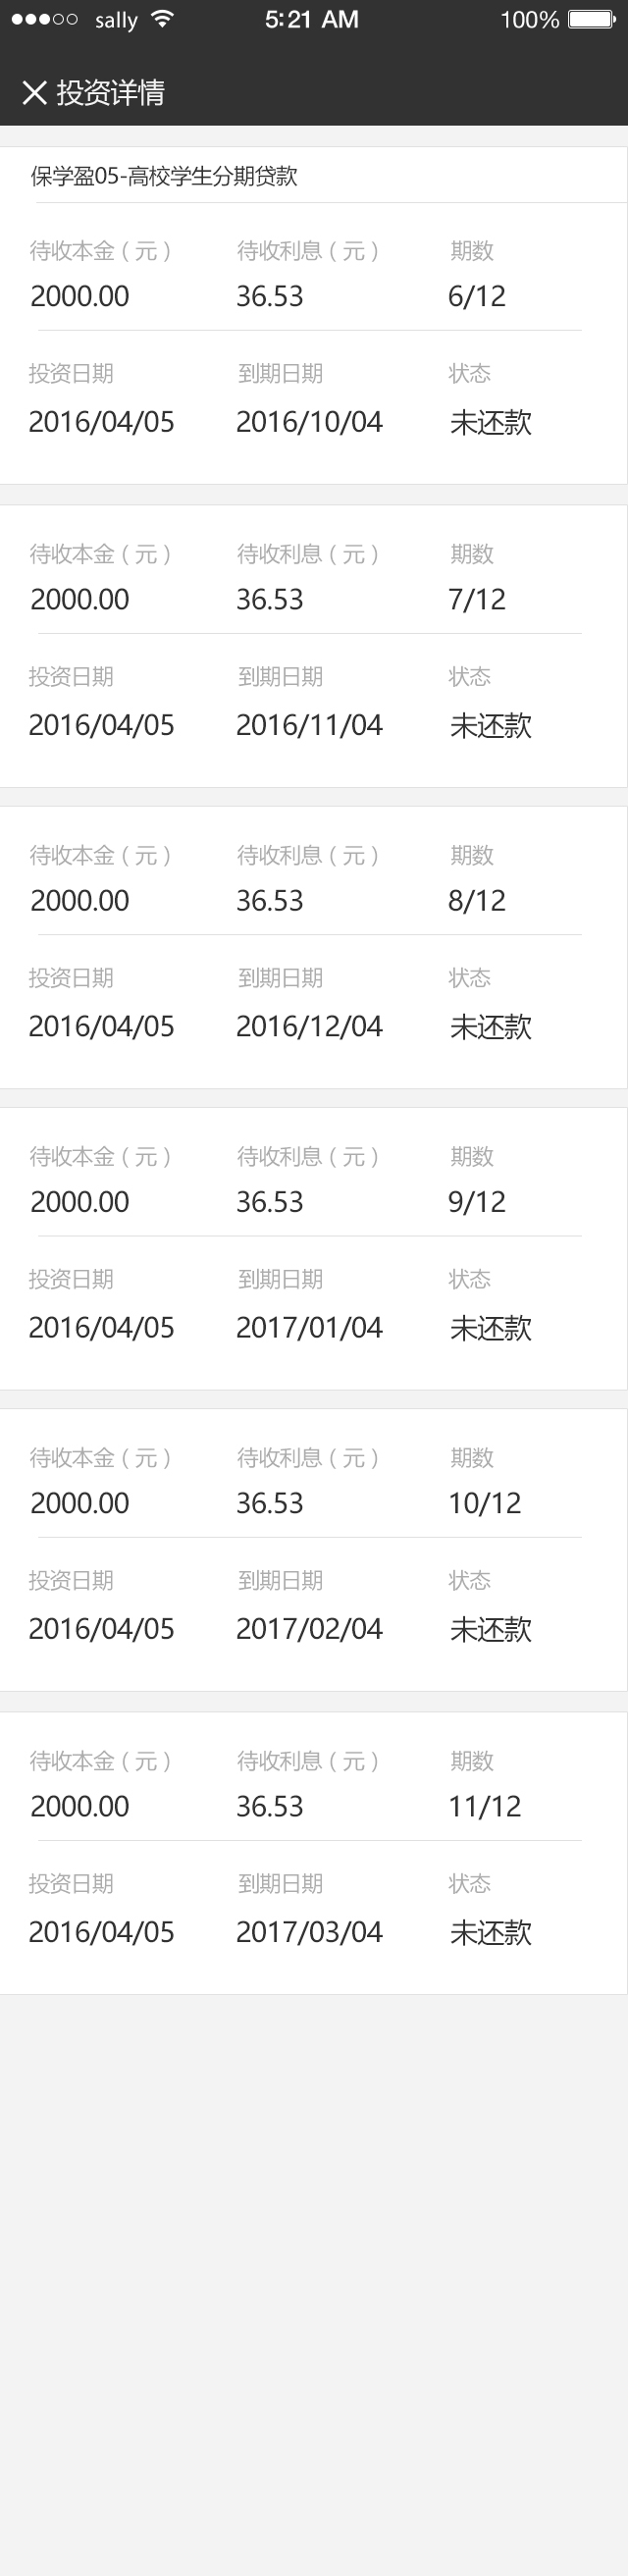 sally 5:21 AM 100%
投资详情
保学盈05-高校学生分期贷款
待收本金（元） 待收利息（元） 期数
2000.00 36.53 6/12
投资日期 到期日期 状态
2016/04/05 2016/10/04 未还款
待收本金（元） 待收利息（元） 期数
2000.00 36.53 7/12
投资日期 到期日期 状态
2016/04/05 2016/11/04 未还款
待收本金（元） 待收利息（元） 期数
2000.00 36.53 8/12
投资日期 到期日期 状态
2016/04/05 2016/12/04 未还款
待收本金（元） 待收利息（元） 期数
2000.00 36.53 9/12
投资日期 到期日期 状态
2016/04/05 2017/01/04 未还款
待收本金（元） 待收利息（元） 期数
2000.00 36.53 10/12
投资日期 到期日期 状态
2016/04/05 2017/02/04 未还款
待收本金（元） 待收利息（元） 期数
2000.00 36.53 11/12
投资日期 到期日期 状态
2016/04/05 2017/03/04 未还款